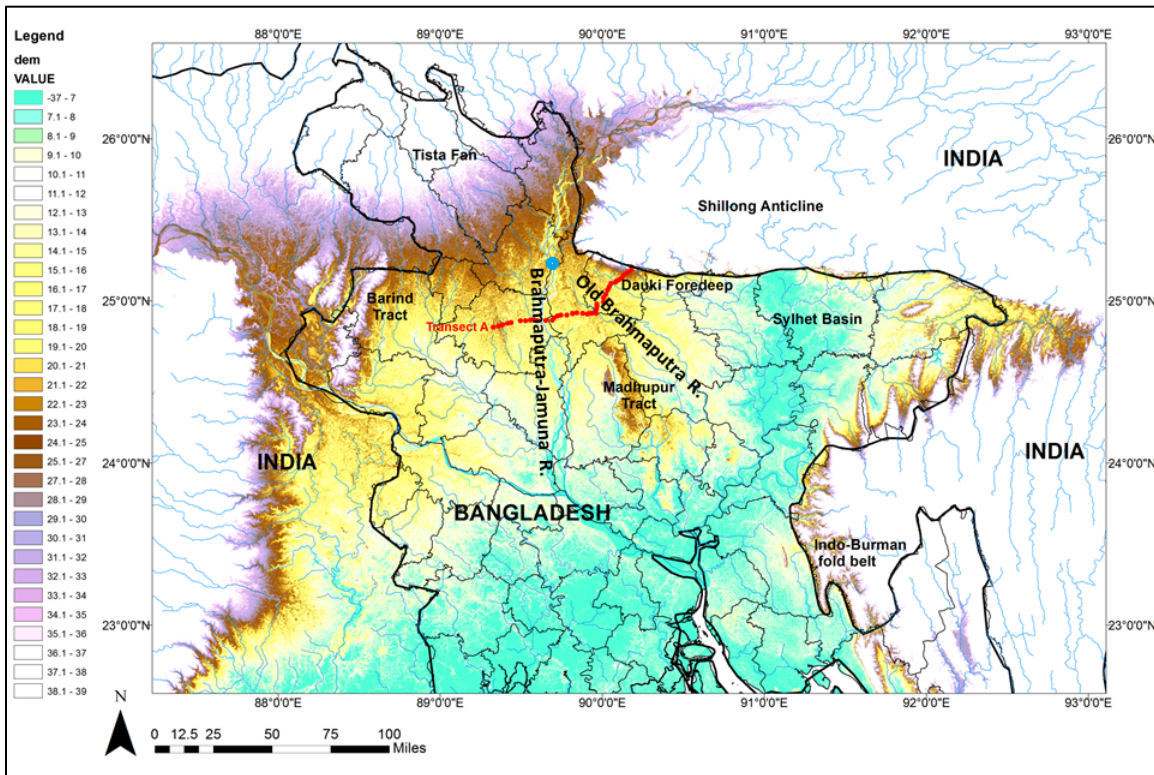 Legend
dem
VALUE
-37 - 7
7.1 - 8
8.1 - 9
9.1 - 10
10.1 - 11
11.1 - 12
12.1 - 13
13.1 - 14
14.1 - 15
15.1 - 16
16.1 - 17
17.1 - 18
18.1 - 19
19.1 - 20
20.1 - 21
21.1 - 22
22.1 - 23
23.1 - 24
24.1 - 25
25.1 - 27
27.1 - 28
28.1 - 29
29.1 - 30
30.1 - 31
31.1 - 32
32.1 - 33
33.1 - 34
34.1 - 35
35.1 - 36
36.1 - 37
37.1 - 38
38.1 - 39
88°0'0"E
89°0'0"E
90°0'0"E
91°0'0"E
92°0'0"E
93°0'0"E
26°0'0"N
26°0'0"N
Tista Fan
INDIA
Shillong Anticline
25°0'0"N
25°0'0"N
Barind
Tract
Transect A
Brahmaputra-Jamuna R.
Old Brahmaputra R.
Dauki Foredeep
Sylhet Basin
Madhupur
Tract
24°0'0"N
24°0'0"N
INDIA
INDIA
BANGLADESH
Indo-Burman
fold belt
23°0'0"N
23°0'0"N
88°0'0"E
89°0'0"E
90°0'0"E
91°0'0"E
92°0'0"E
93°0'0"E
N
0 12.5 25 50 75 100
Miles